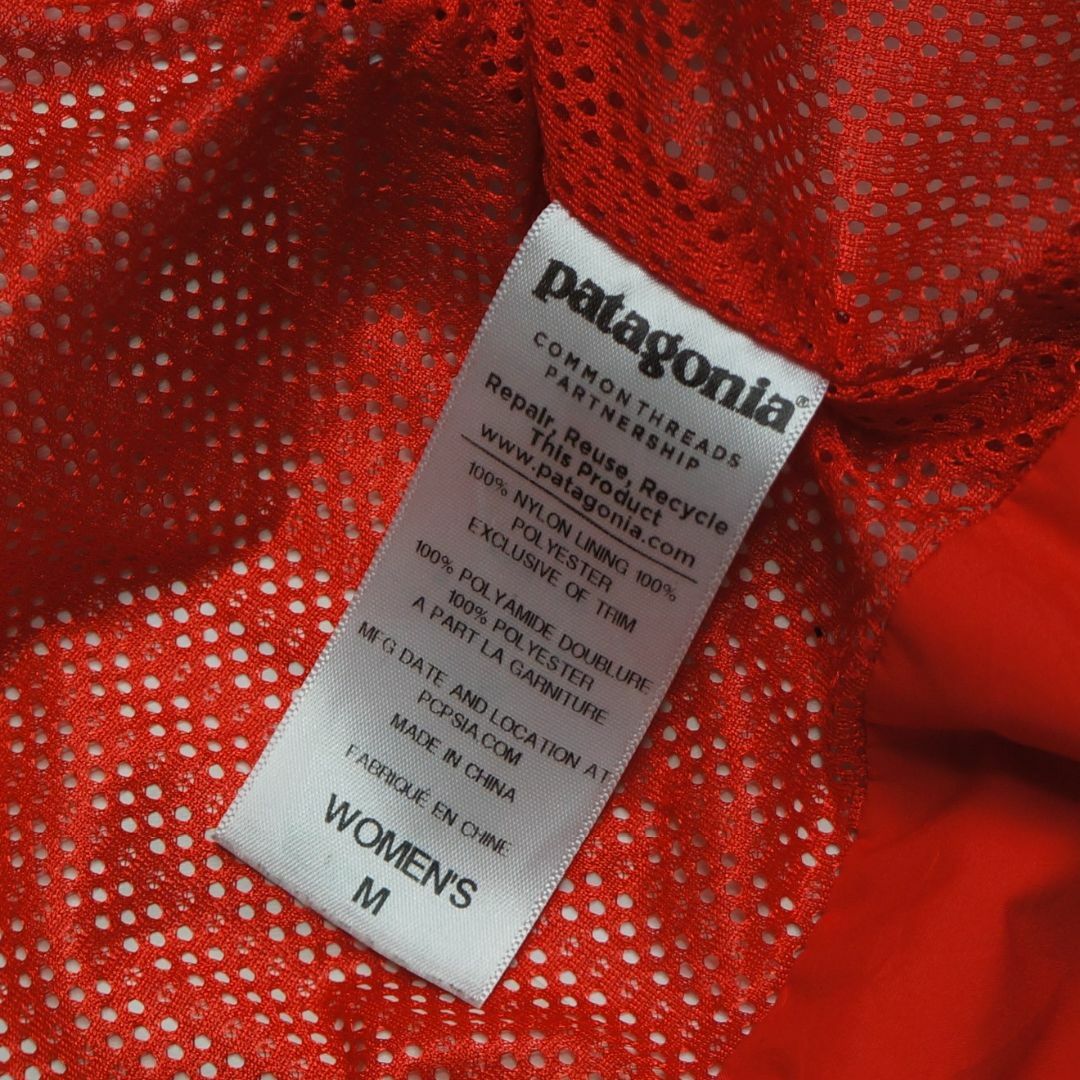 patagonia®
COMMON THREADS
PARTNERSHIP
Repair, Reuse, Recycle
This Product
www.patagonia.com
100% NYLON LINING 100%
POLYESTER
EXCLUSIVE OF TRIM
100% POLYAMIDE DOUBLURE
100% POLYESTER
A PART LA GARNITURE
MFG DATE AND LOCATION AT
PCPSIA.COM
MADE IN CHINA
FABRIQUÉ EN CHINE
WOMEN'S
M